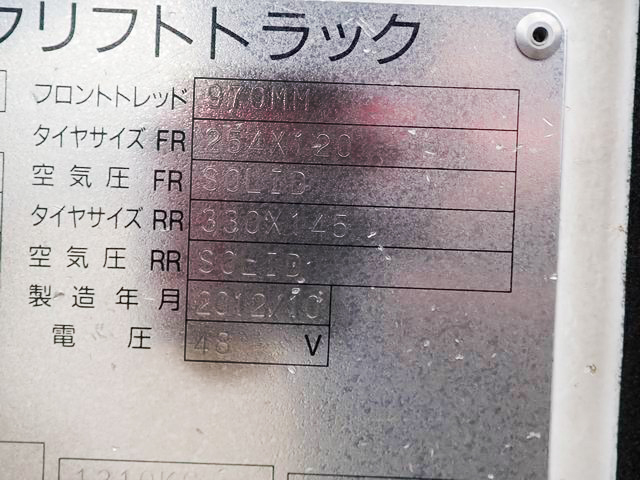 フリフトトラック
フロントトレッド 970MM
タイヤサイズ FR 254X120
空気圧 FR SOLID
タイヤサイズ RR 330X145
空気圧 RR SOLID
製造年月 2012/10
電圧 48 V
1210KG